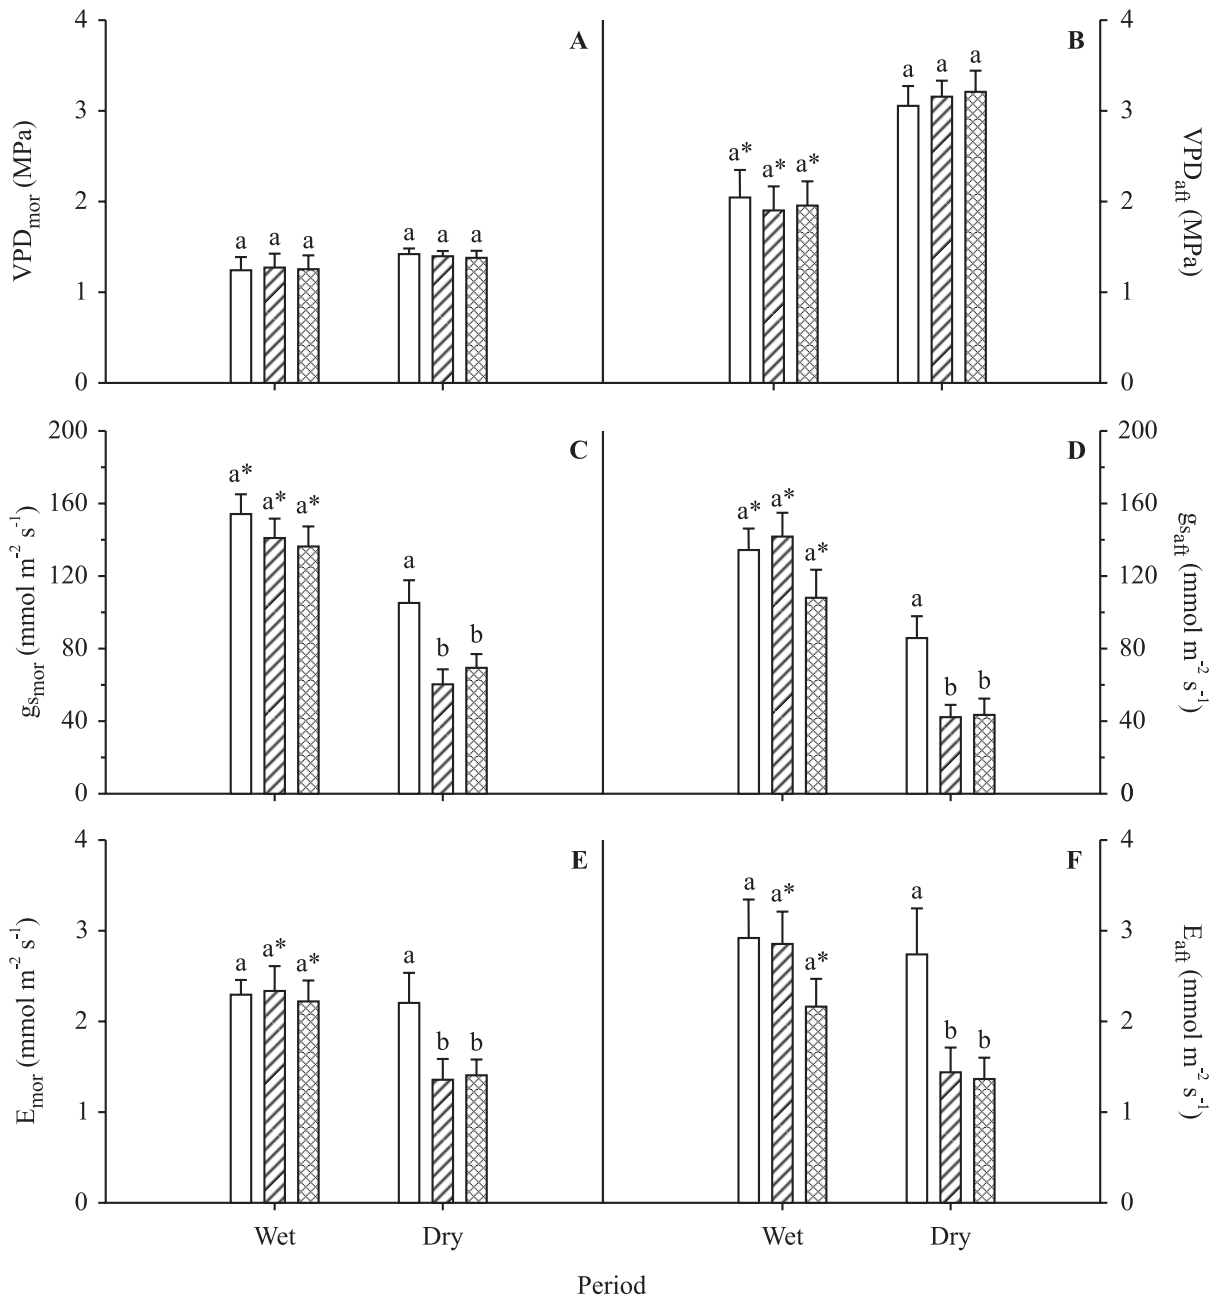 4 A B 4
3 3
2 2
1 1
0 0
VPDmor (MPa)
VPDaft (MPa)
a a a a a a
a* a* a* a a a
200 C D 200
160 160
120 120
80 80
40 40
0 0
gsmor (mmol m-2 s-1)
gsaft (mmol m-2 s-1)
a* a* a* a b b
a* a* a* a b b
4 E F 4
3 3
2 2
1 1
0 0
Emor (mmol m-2 s-1)
Eaft (mmol m-2 s-1)
a a* a* a b b
a a* a* a b b
Wet Dry Wet Dry
Period